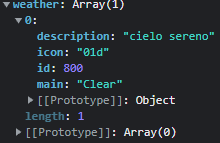 ▼ weather: Array(1)
▼ 0:
description: "cielo sereno"
icon: "01d"
id: 800
main: "Clear"
▶ [[Prototype]]: Object
length: 1
▶ [[Prototype]]: Array(0)